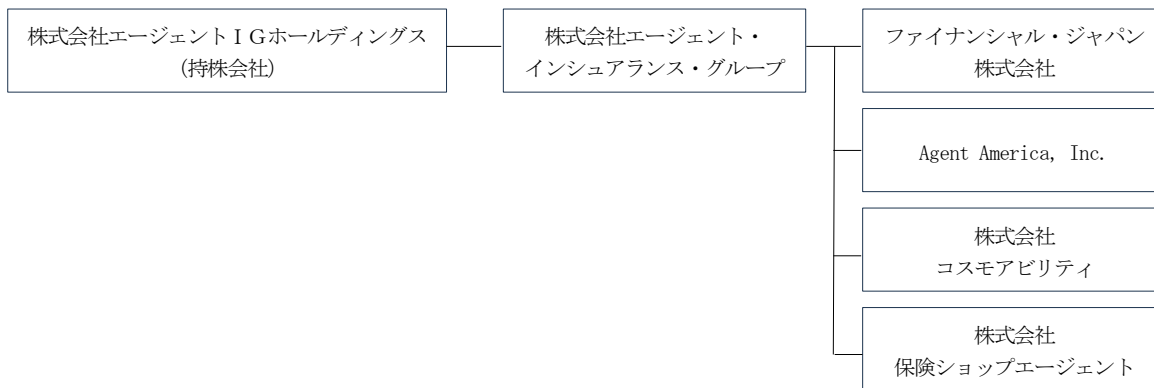 株式会社エージェントＩＧホールディングス
(持株会社)
株式会社エージェント・
インシュアランス・グループ
ファイナンシャル・ジャパン
株式会社
Agent America, Inc.
株式会社
コスモアビリティ
株式会社
保険ショップエージェント